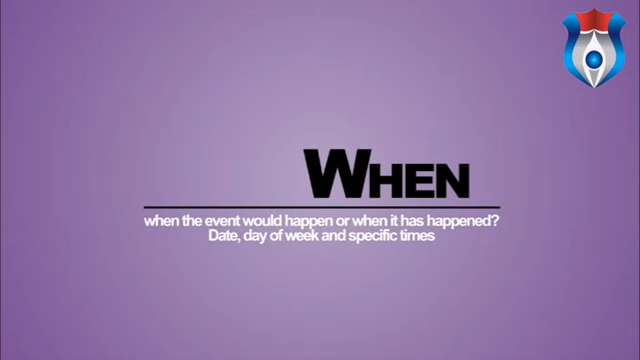 WHEN
when the event would happen or when it has happened?
Date, day of week and specific times